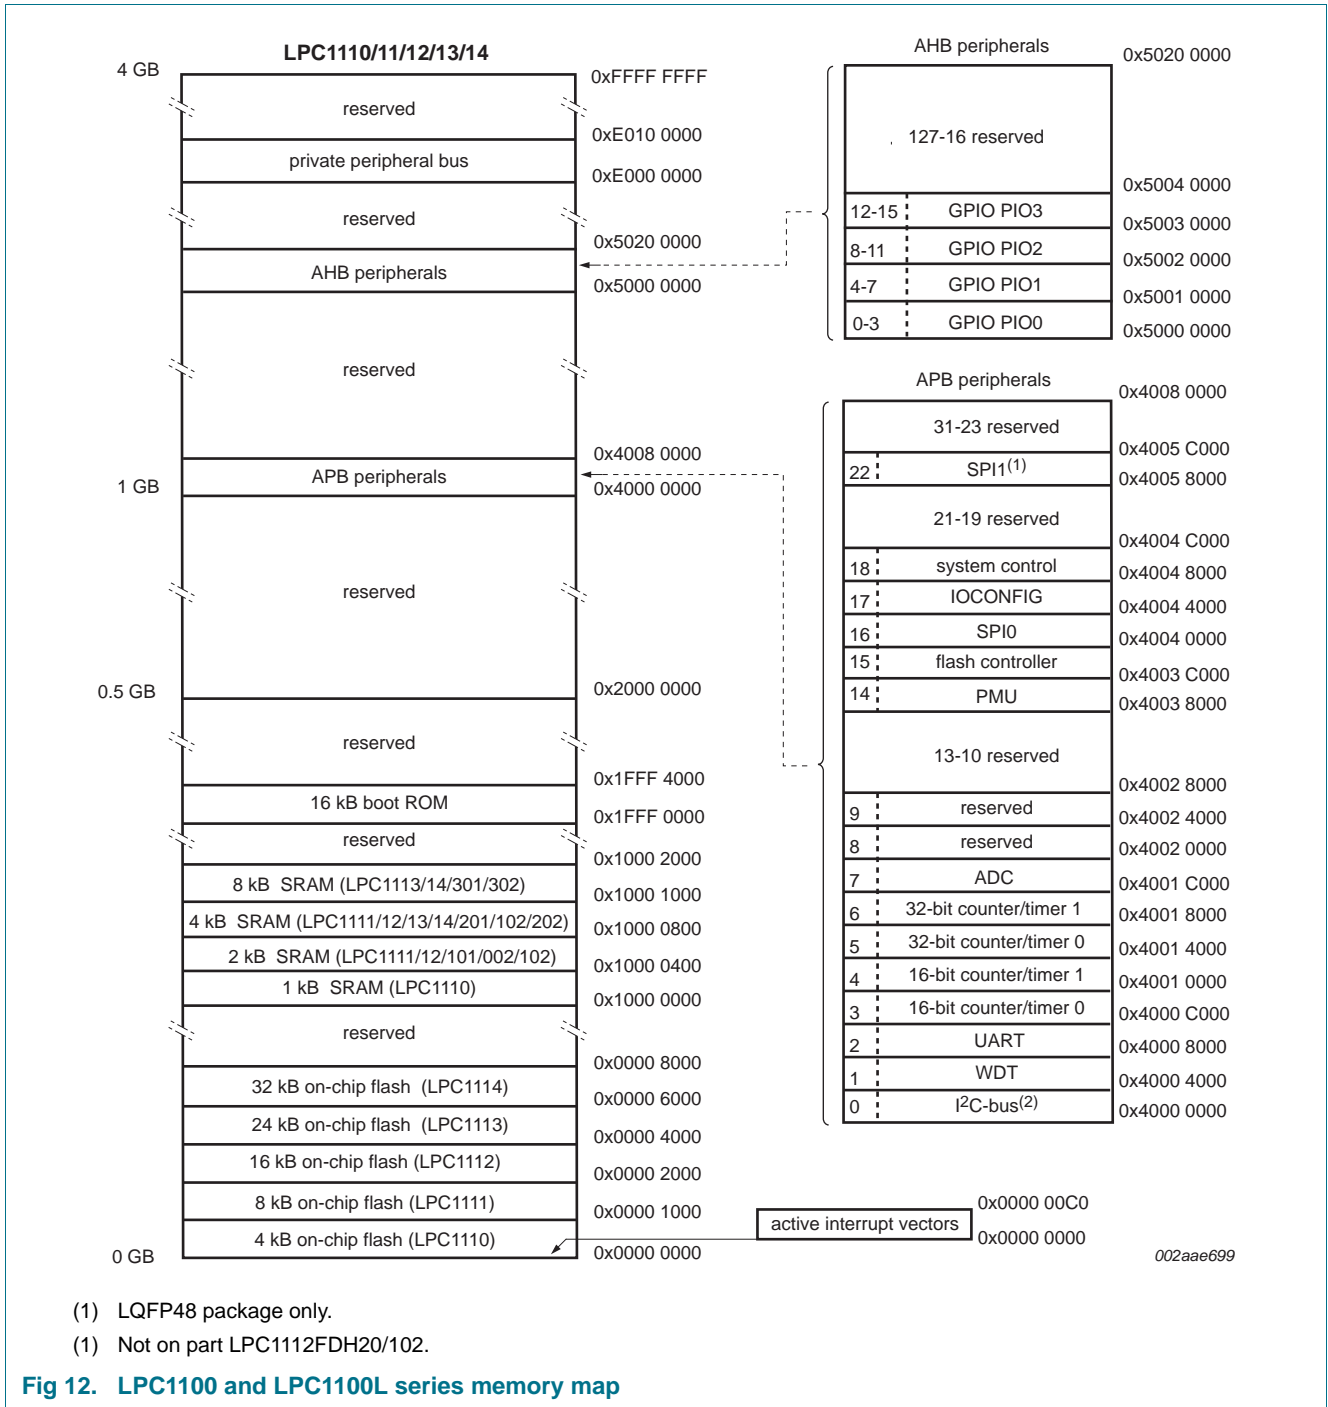 LPC1110/11/12/13/14
4 GB
0xFFFF FFFF
reserved
0xE010 0000
private peripheral bus
0xE000 0000
reserved
0x5020 0000
AHB peripherals
0x5000 0000
reserved
0x4008 0000
APB peripherals
1 GB
0x4000 0000
reserved
0.5 GB
0x2000 0000
reserved
0x1FFF 4000
16 kB boot ROM
0x1FFF 0000
reserved
0x1000 2000
8 kB SRAM (LPC1113/14/301/302)
0x1000 1000
4 kB SRAM (LPC1111/12/13/14/201/102/202)
0x1000 0800
2 kB SRAM (LPC1111/12/101/002/102)
0x1000 0400
1 kB SRAM (LPC1110)
0x1000 0000
reserved
0x0000 8000
32 kB on-chip flash (LPC1114)
0x0000 6000
24 kB on-chip flash (LPC1113)
0x0000 4000
16 kB on-chip flash (LPC1112)
0x0000 2000
8 kB on-chip flash (LPC1111)
0x0000 1000
4 kB on-chip flash (LPC1110)
0 GB
0x0000 0000
AHB peripherals
0x5020 0000
127-16 reserved
0x5004 0000
12-15 GPIO PIO3
0x5003 0000
8-11 GPIO PIO2
0x5002 0000
4-7 GPIO PIO1
0x5001 0000
0-3 GPIO PIO0
0x5000 0000
APB peripherals
0x4008 0000
31-23 reserved
0x4005 C000
22 SPI1(1)
0x4005 8000
21-19 reserved
0x4004 C000
18 system control
0x4004 8000
17 IOCONFIG
0x4004 4000
16 SPI0
0x4004 0000
15 flash controller
0x4003 C000
14 PMU
0x4003 8000
13-10 reserved
0x4002 8000
9 reserved
0x4002 4000
8 reserved
0x4002 0000
7 ADC
0x4001 C000
6 32-bit counter/timer 1
0x4001 8000
5 32-bit counter/timer 0
0x4001 4000
4 16-bit counter/timer 1
0x4001 0000
3 16-bit counter/timer 0
0x4000 C000
2 UART
0x4000 8000
1 WDT
0x4000 4000
0 I2C-bus(2)
0x4000 0000
0x0000 00C0
active interrupt vectors
0x0000 0000
002aae699
(1) LQFP48 package only.
(1) Not on part LPC1112FDH20/102.
Fig 12. LPC1100 and LPC1100L series memory map